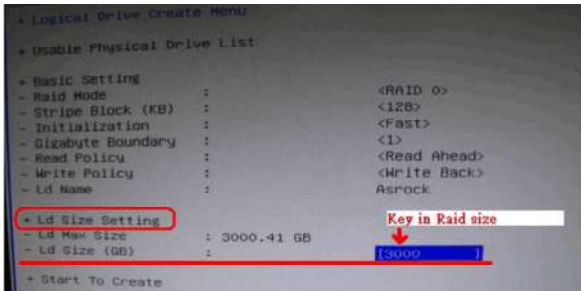 + Logical Drive Create Menu
+ Usable Physical Drive List
+ Basic Setting
- Raid Mode : <RAID 0>
- Stripe Block (KB) : <128>
- Initialization : <Fast>
- Gigabyte Boundary : <1>
- Read Policy : <Read Ahead>
- Write Policy : <Write Back>
- Ld Name : Asrock
+ Ld Size Setting Key in Raid size
- Ld Max Size : 3000.41 GB
- Ld Size (GB) : [3000 ]
+ Start To Create